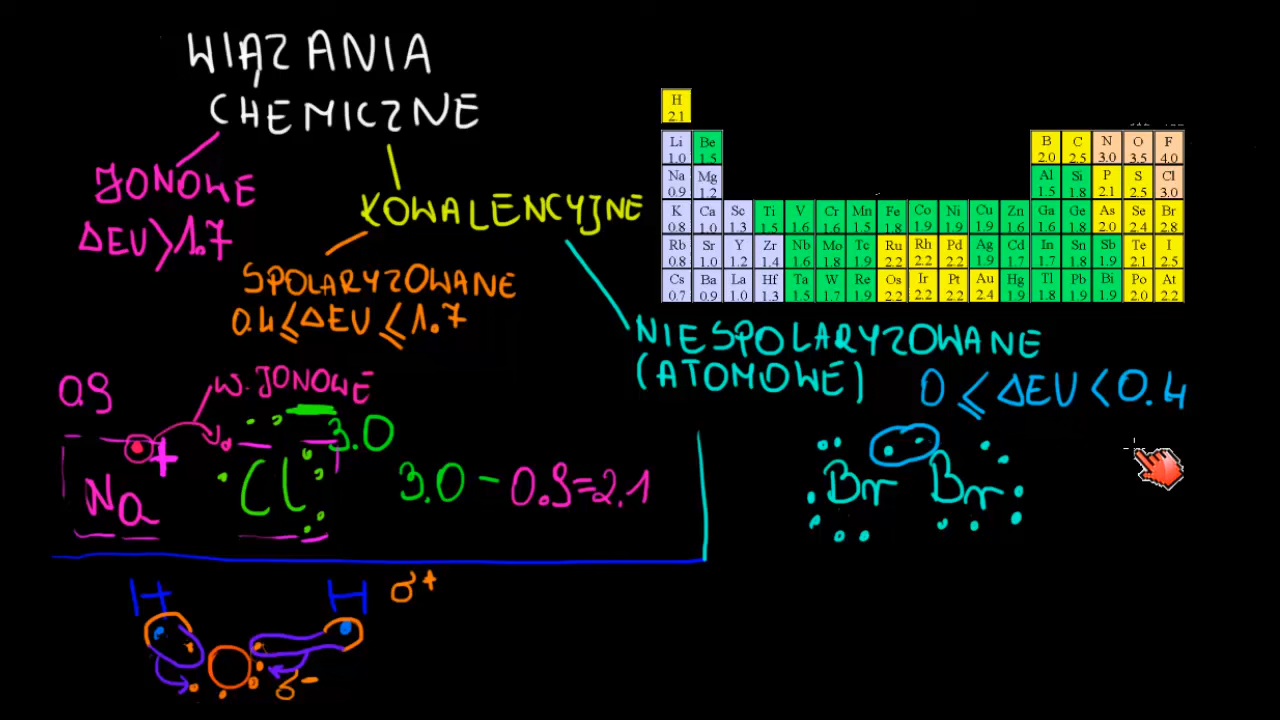 WIĄZANIA
CHEMICZNE
JONOWE
ΔEU>1.7
KOWALENCYJNE
SPOLARYZOWANE
0.4≤ΔEU≤1.7
NIESPOLARYZOWANE
(ATOMOWE)
0≤ΔEU<0.4
H
2.1
Li Be B C N O F
1.0 1.5 2.0 2.5 3.0 3.5 4.0
Na Mg Al Si P S Cl
0.9 1.2 1.5 1.8 2.1 2.5 3.0
K Ca Sc Ti V Cr Mn Fe Co Ni Cu Zn Ga Ge As Se Br
0.8 1.0 1.3 1.5 1.6 1.6 1.5 1.8 1.9 1.9 1.9 1.6 1.6 1.8 2.0 2.4 2.8
Rb Sr Y Zr Nb Mo Tc Ru Rh Pd Ag Cd In Sn Sb Te I
0.8 1.0 1.2 1.4 1.6 1.8 1.9 2.2 2.2 2.2 1.9 1.7 1.7 1.8 1.9 2.1 2.5
Cs Ba La Hf Ta W Re Os Ir Pt Au Hg Tl Pb Bi Po At
0.7 0.9 1.0 1.3 1.5 1.7 1.9 2.2 2.2 2.2 2.4 1.9 1.8 1.9 1.9 2.0 2.2
0.9
W. JONOWE
3.0
Na +
Cl
3.0 - 0.9=2.1
Br Br
H H δ+
δ-